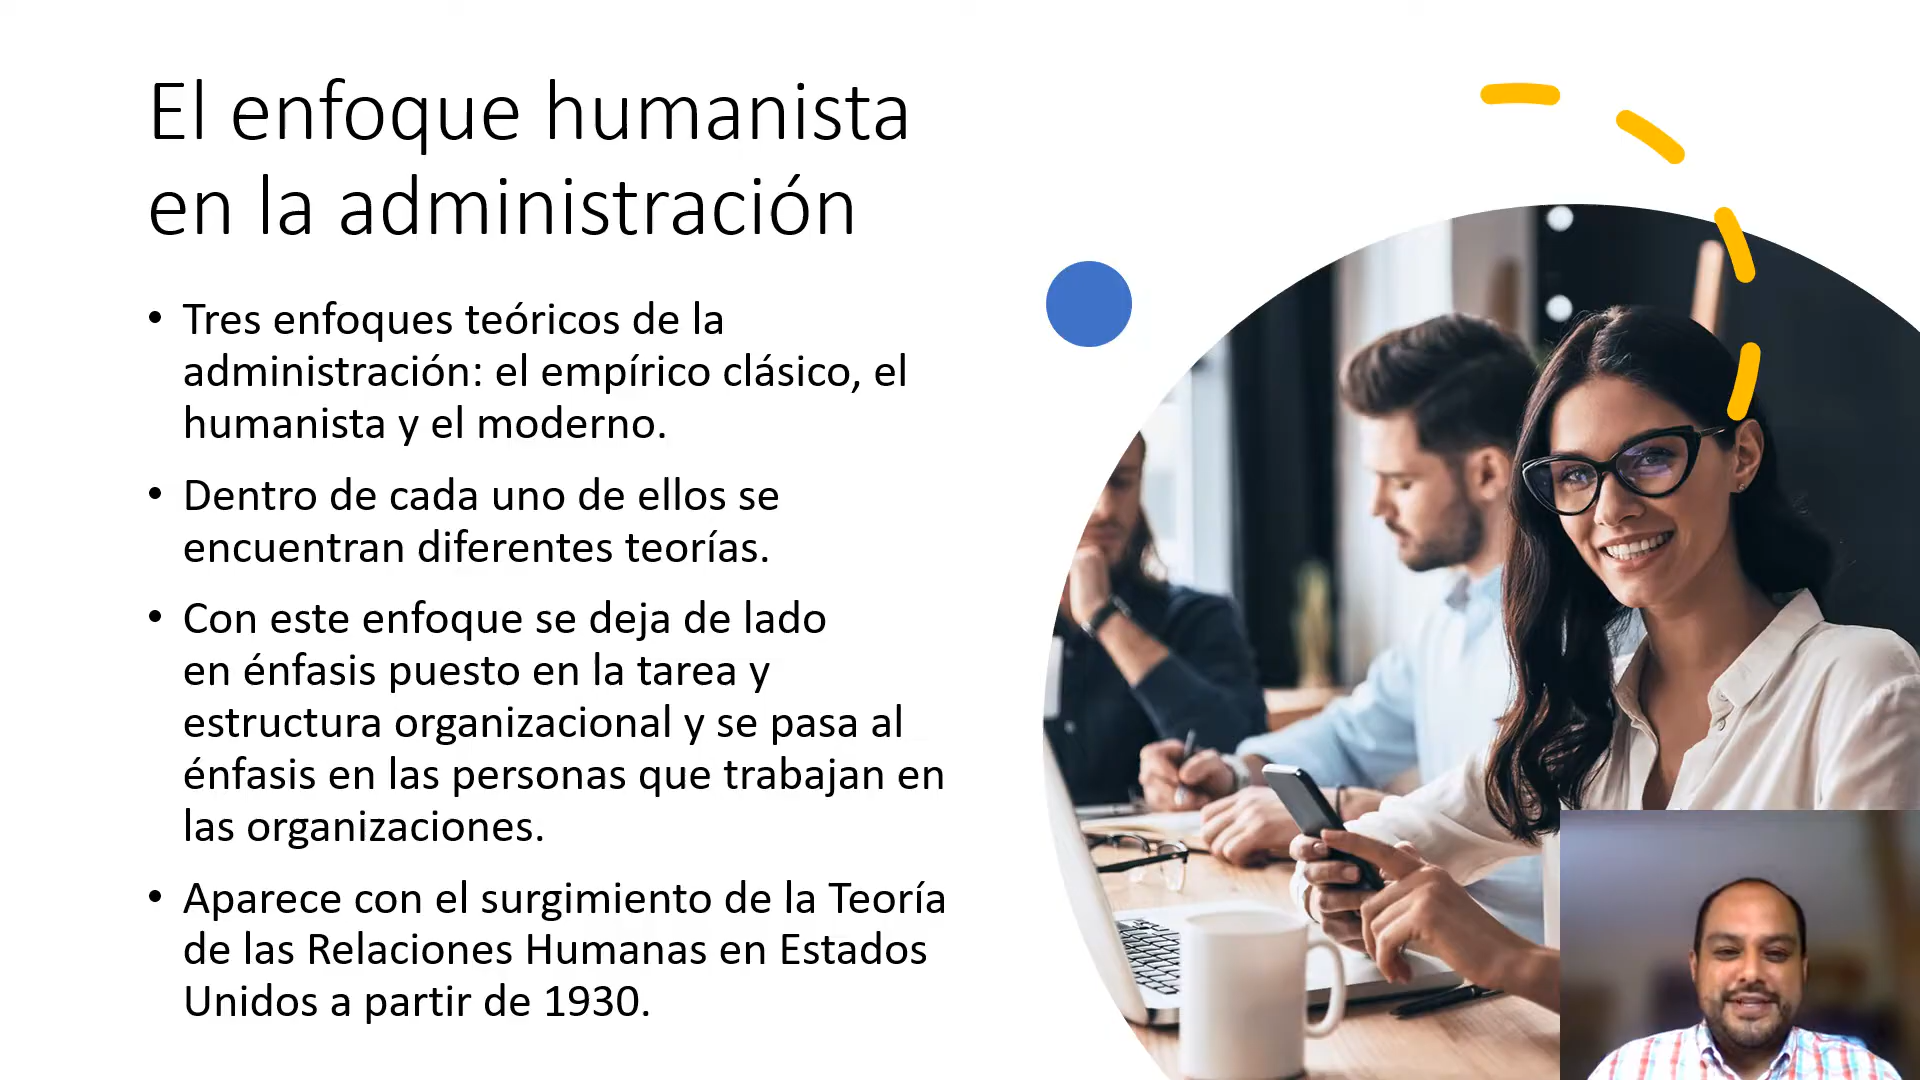 El enfoque humanista
en la administración
• Tres enfoques teóricos de la
administración: el empírico clásico, el
humanista y el moderno.
• Dentro de cada uno de ellos se
encuentran diferentes teorías.
• Con este enfoque se deja de lado
en énfasis puesto en la tarea y
estructura organizacional y se pasa al
énfasis en las personas que trabajan en
las organizaciones.
• Aparece con el surgimiento de la Teoría
de las Relaciones Humanas en Estados
Unidos a partir de 1930.